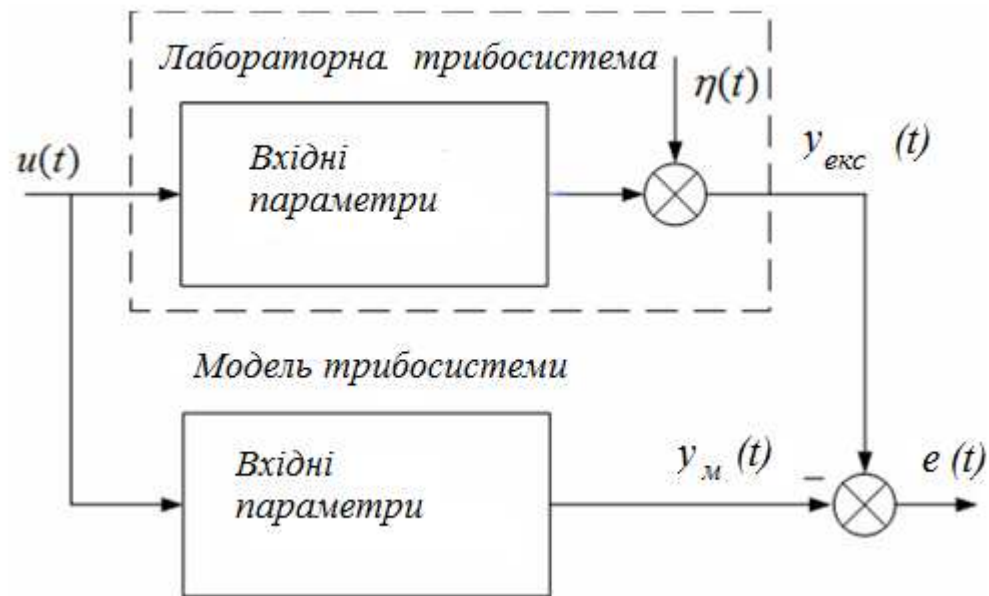 Лабораторна трибосистема
η(t)
u(t)
Вхідні
параметри
y екс (t)
Модель трибосистеми
Вхідні
параметри
y м (t)
–
e (t)